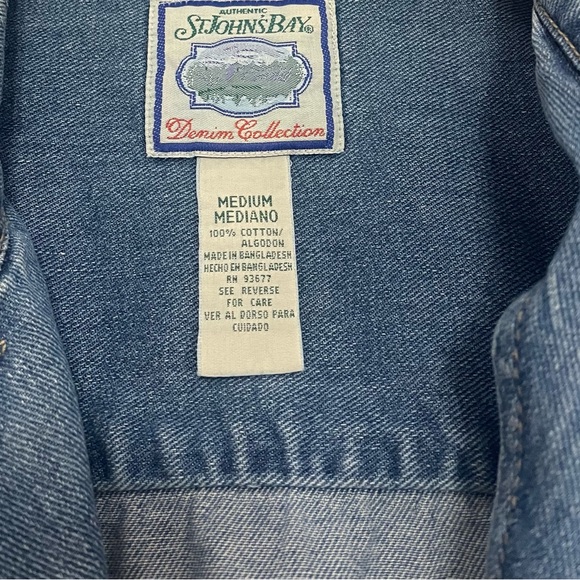 AUTHENTIC
ST.JOHN'S BAY®
Denim Collection
MEDIUM
MEDIANO
100% COTTON/
ALGODON
MADE IN BANGLADESH
HECHO EN BANGLADESH
RN 93677
SEE REVERSE
FOR CARE
VER AL DORSO PARA
CUIDADO